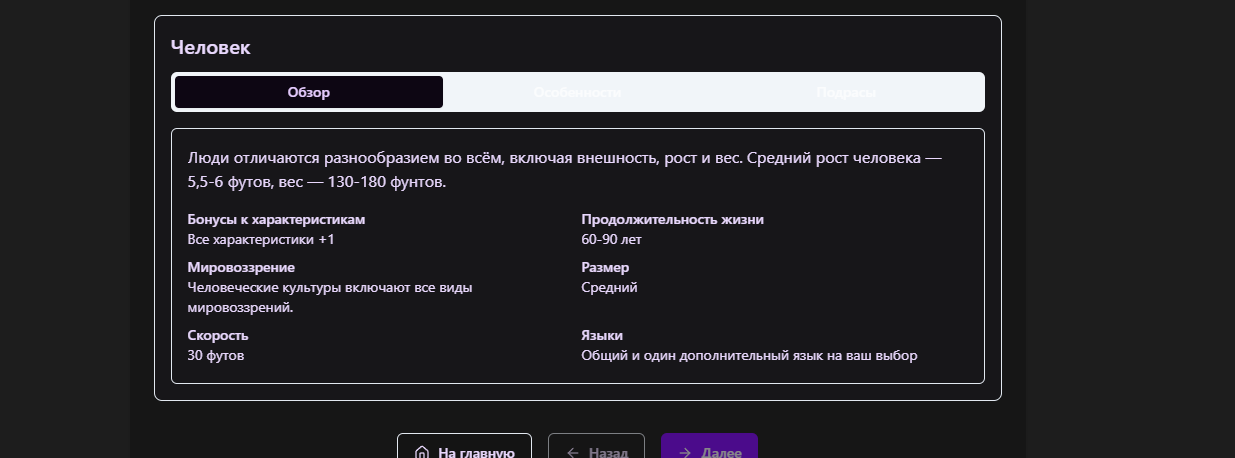 Человек
Обзор
Особенности
Подрасы
Люди отличаются разнообразием во всём, включая внешность, рост и вес. Средний рост человека —
5,5-6 футов, вес — 130-180 фунтов.
Бонусы к характеристикам
Все характеристики +1
Продолжительность жизни
60-90 лет
Мировоззрение
Человеческие культуры включают все виды
мировоззрений.
Размер
Средний
Скорость
30 футов
Языки
Общий и один дополнительный язык на ваш выбор
На главную
Назад
Далее